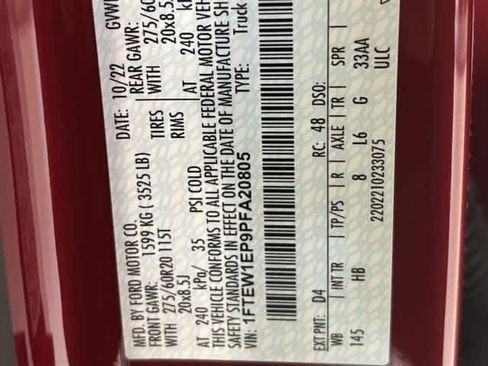 MFD. BY FORD MOTOR CO.
DATE: 10/22
GVW
FRONT GAWR:
REAR GAWR:
1599 KG ( 3525 LB)
WITH
WITH
275/60R20 115T
TIRES
275/60
20x8.5J
RIMS
20x8.5
AT 240 kPa/ 35 PSI COLD
AT 240 k
THIS VEHICLE CONFORMS TO ALL APPLICABLE FEDERAL MOTOR VEH
SAFETY STANDARDS IN EFFECT ON THE DATE OF MANUFACTURE SH
VIN: 1FTEW1EP9PFA20805
TYPE: Truck
EXT PNT: D4
RC: 48 DSO:
WB INT TR TP/PS R AXLE TR SPR
145 HB 8 L6 G 33AA
2202210233075
ULC